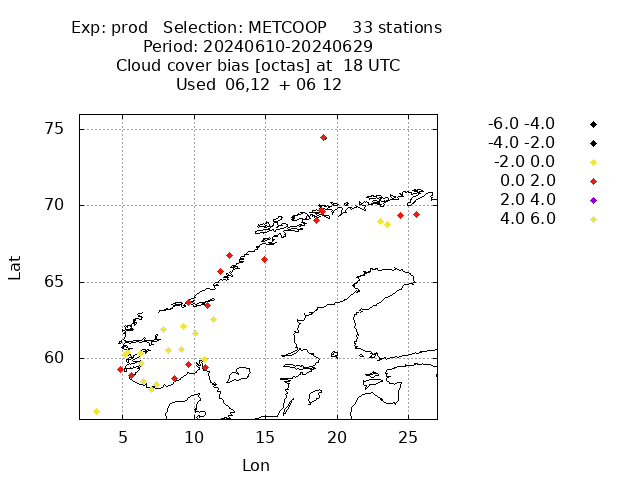 Exp: prod   Selection: METCOOP     33 stations
Period: 20240610-20240629
Cloud cover bias [octas] at  18 UTC
Used  06,12  + 06 12
-6.0 -4.0
-4.0 -2.0
-2.0 0.0
0.0 2.0
2.0 4.0
4.0 6.0
75
70
65
60
Lat
5 10 15 20 25
Lon